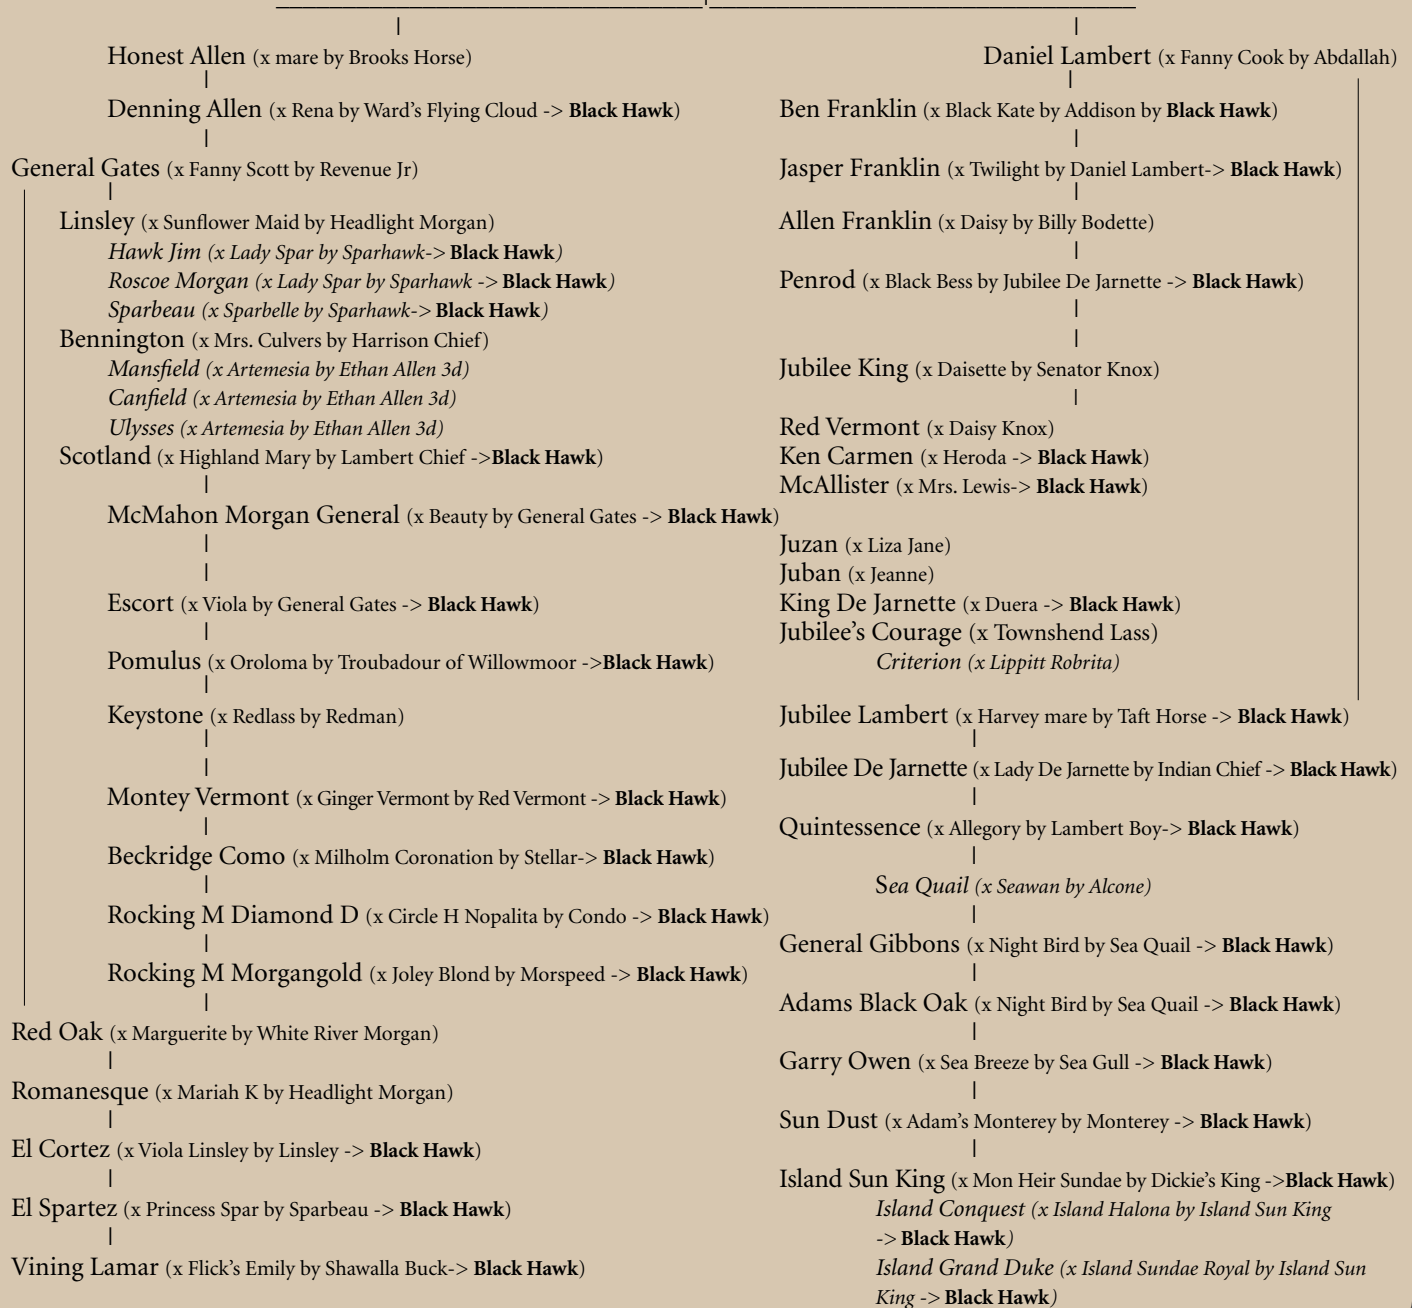 Honest Allen (x mare by Brooks Horse)
Denning Allen (x Rena by Ward’s Flying Cloud -> Black Hawk)
General Gates (x Fanny Scott by Revenue Jr)
Linsley (x Sunflower Maid by Headlight Morgan)
Hawk Jim (x Lady Spar by Sparhawk-> Black Hawk)
Roscoe Morgan (x Lady Spar by Sparhawk -> Black Hawk)
Sparbeau (x Sparbelle by Sparhawk-> Black Hawk)
Bennington (x Mrs. Culvers by Harrison Chief)
Mansfield (x Artemesia by Ethan Allen 3d)
Canfield (x Artemesia by Ethan Allen 3d)
Ulysses (x Artemesia by Ethan Allen 3d)
Scotland (x Highland Mary by Lambert Chief ->Black Hawk)
McMahon Morgan General (x Beauty by General Gates -> Black Hawk)
Escort (x Viola by General Gates -> Black Hawk)
Pomulus (x Oroloma by Troubadour of Willowmoor ->Black Hawk)
Keystone (x Redlass by Redman)
Montey Vermont (x Ginger Vermont by Red Vermont -> Black Hawk)
Beckridge Como (x Milholm Coronation by Stellar-> Black Hawk)
Rocking M Diamond D (x Circle H Nopalita by Condo -> Black Hawk)
Rocking M Morgangold (x Joley Blond by Morspeed -> Black Hawk)
Red Oak (x Marguerite by White River Morgan)
Romanesque (x Mariah K by Headlight Morgan)
El Cortez (x Viola Linsley by Linsley -> Black Hawk)
El Spartez (x Princess Spar by Sparbeau -> Black Hawk)
Vining Lamar (x Flick’s Emily by Shawalla Buck-> Black Hawk)
Daniel Lambert (x Fanny Cook by Abdallah)
Ben Franklin (x Black Kate by Addison by Black Hawk)
Jasper Franklin (x Twilight by Daniel Lambert-> Black Hawk)
Allen Franklin (x Daisy by Billy Bodette)
Penrod (x Black Bess by Jubilee De Jarnette -> Black Hawk)
Jubilee King (x Daisette by Senator Knox)
Red Vermont (x Daisy Knox)
Ken Carmen (x Heroda -> Black Hawk)
McAllister (x Mrs. Lewis-> Black Hawk)
Juzan (x Liza Jane)
Juban (x Jeanne)
King De Jarnette (x Duera -> Black Hawk)
Jubilee’s Courage (x Townshend Lass)
Criterion (x Lippitt Robrita)
Jubilee Lambert (x Harvey mare by Taft Horse -> Black Hawk)
Jubilee De Jarnette (x Lady De Jarnette by Indian Chief -> Black Hawk)
Quintessence (x Allegory by Lambert Boy-> Black Hawk)
Sea Quail (x Seawan by Alcone)
General Gibbons (x Night Bird by Sea Quail -> Black Hawk)
Adams Black Oak (x Night Bird by Sea Quail -> Black Hawk)
Garry Owen (x Sea Breeze by Sea Gull -> Black Hawk)
Sun Dust (x Adam’s Monterey by Monterey -> Black Hawk)
Island Sun King (x Mon Heir Sundae by Dickie’s King ->Black Hawk)
Island Conquest (x Island Halona by Island Sun King
-> Black Hawk)
Island Grand Duke (x Island Sundae Royal by Island Sun
King -> Black Hawk)